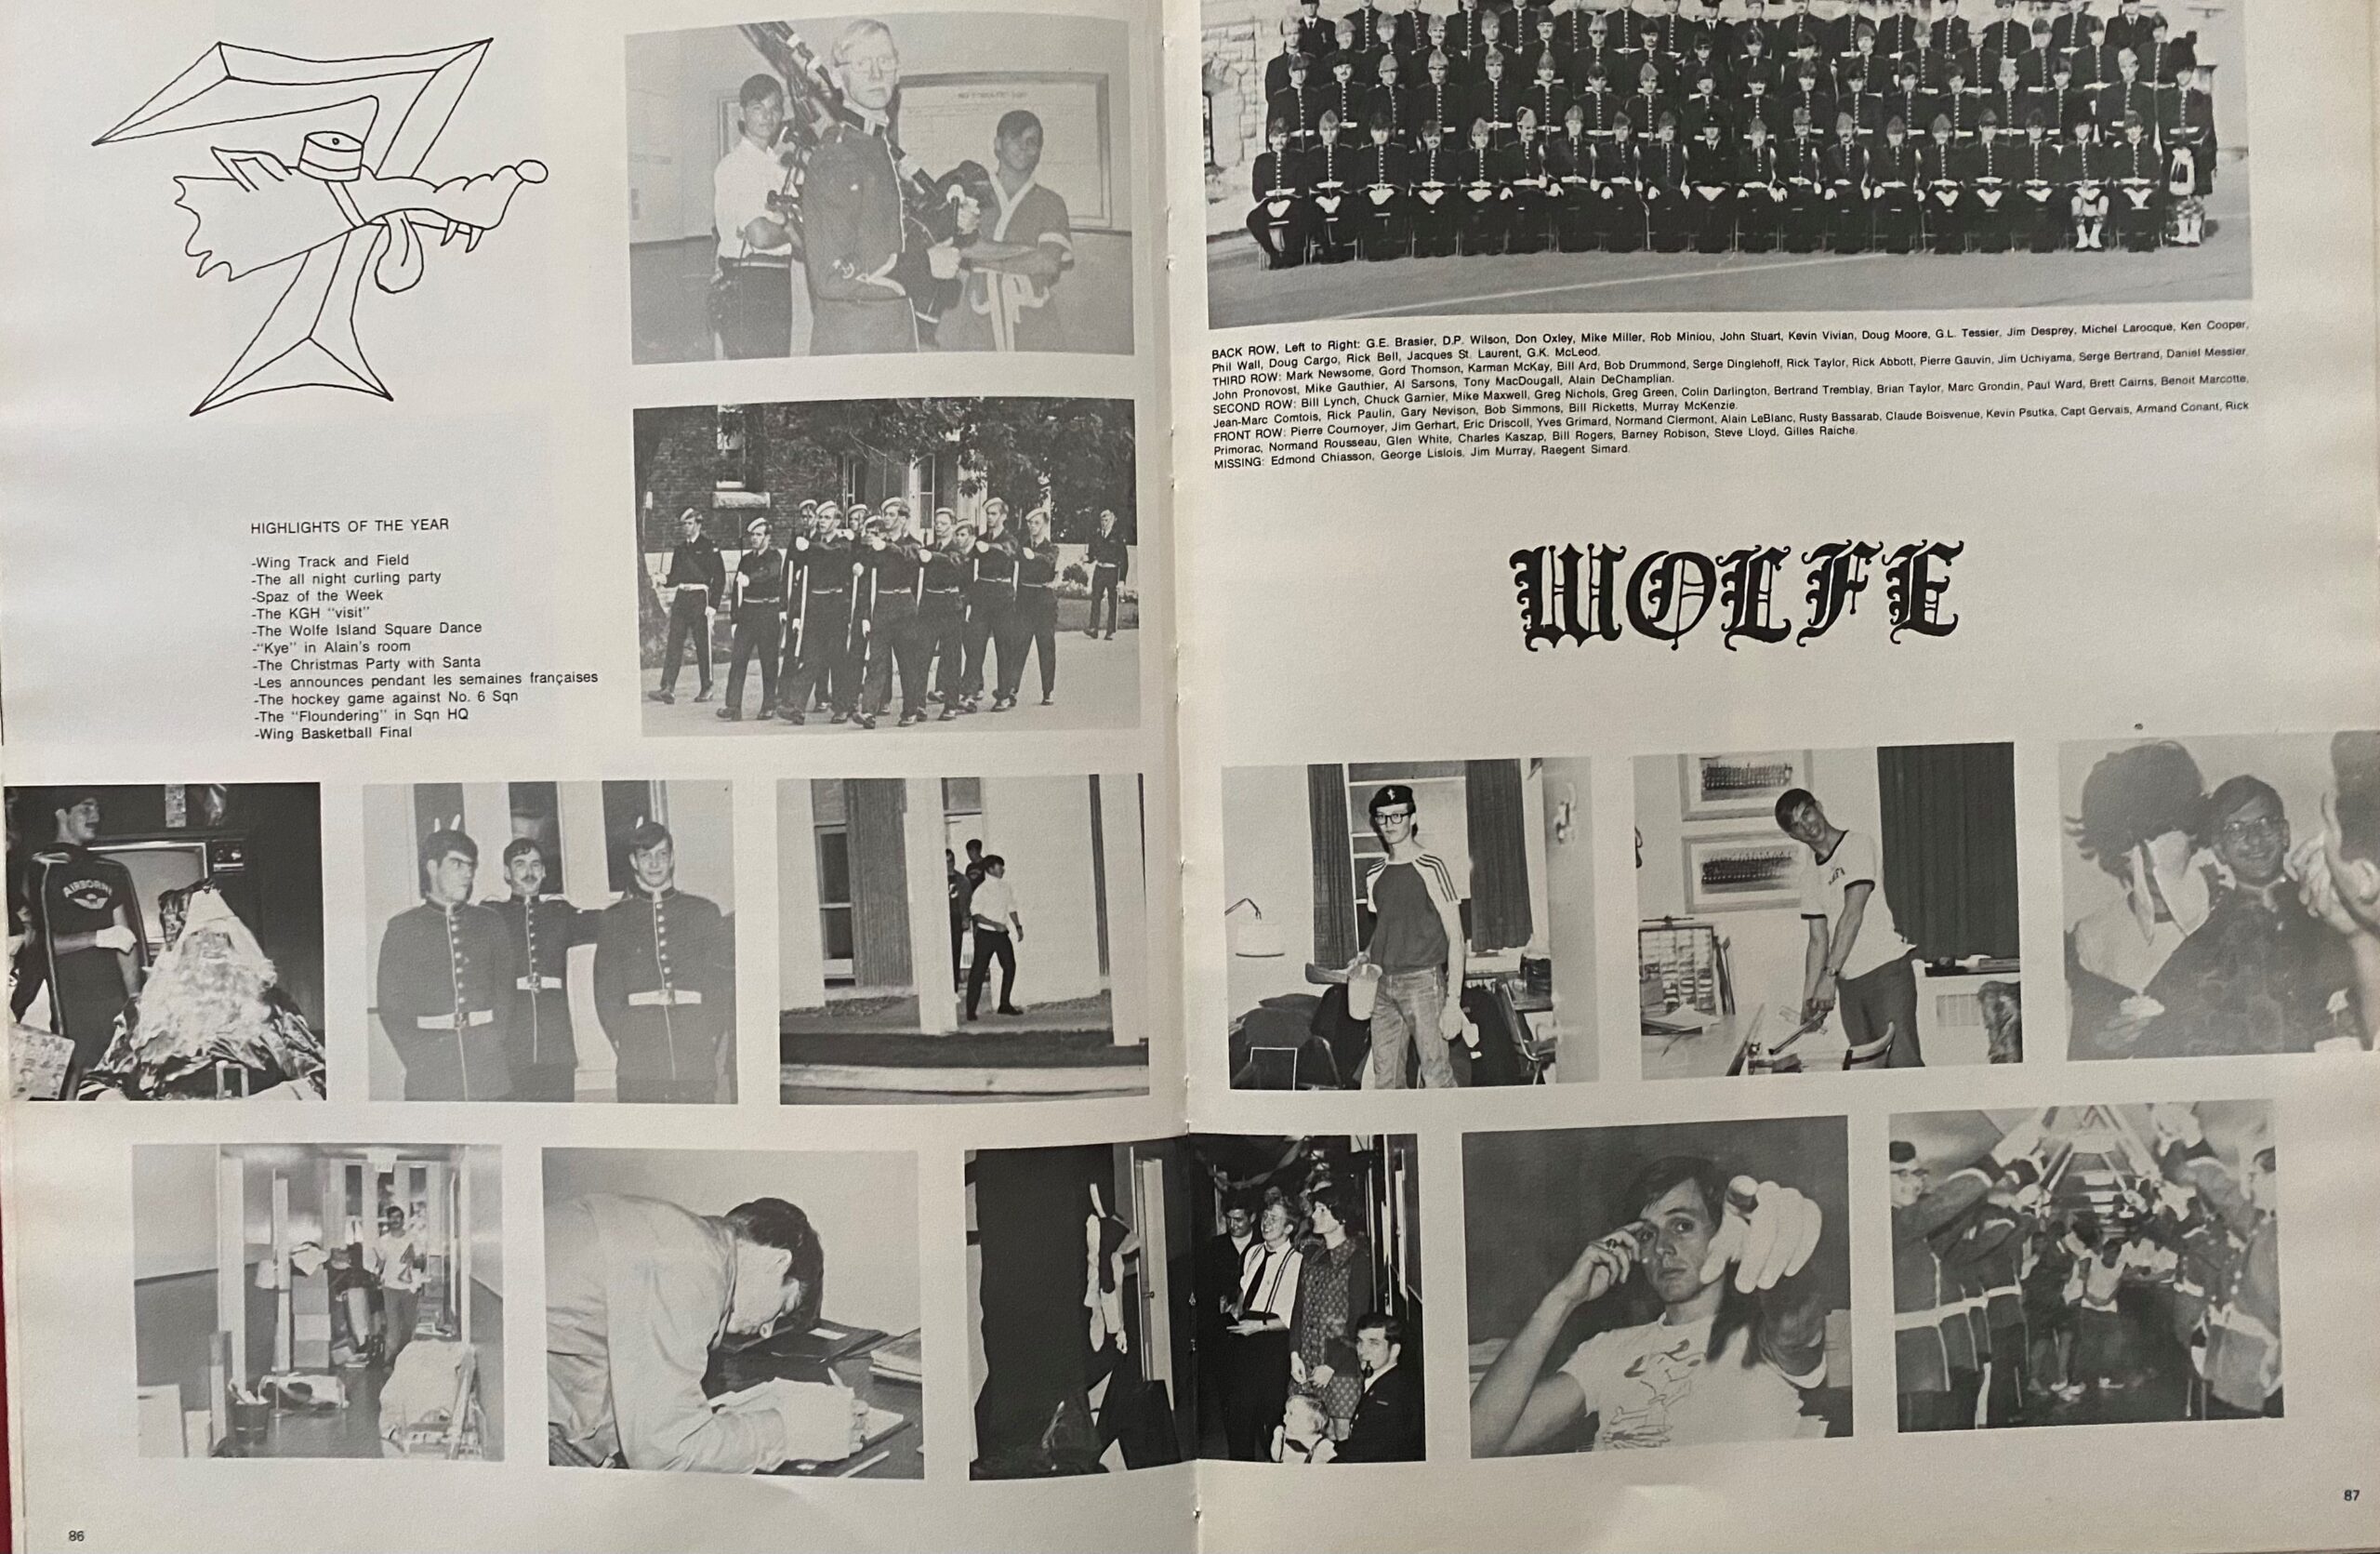 HIGHLIGHTS OF THE YEAR
-Wing Track and Field
-The all night curling party
-Spaz of the Week
-The KGH "visit"
-The Wolfe Island Square Dance
-"Kye" in Alain's room
-The Christmas Party with Santa
-Les announces pendant les semaines françaises
-The hockey game against No. 6 Sqn
-The "Floundering" in Sqn HQ
-Wing Basketball Final
AIRBORNE
86
BACK ROW, Left to Right: G.E. Brasier, D.P. Wilson, Don Oxley, Mike Miller, Rob Miniou, John Stuart, Kevin Vivian, Doug Moore, G.L. Tessier, Jim Desprey, Michel Larocque, Ken Cooper,
Phil Wall, Doug Cargo, Rick Bell, Jacques St. Laurent, G.K. McLeod.
THIRD ROW: Mark Newsome, Gord Thomson, Karman McKay, Bill Ard, Bob Drummond, Serge Dinglehoff, Rick Taylor, Rick Abbott, Pierre Gauvin, Jim Uchiyama, Serge Bertrand, Daniel Messier,
John Pronovost, Mike Gauthier, Al Sarsons, Tony MacDougall, Alain DeChamplian.
SECOND ROW: Bill Lynch, Chuck Garnier, Mike Maxwell, Greg Nichols, Greg Green, Colin Darlington, Bertrand Tremblay, Brian Taylor, Marc Grondin, Paul Ward, Brett Cairns, Benoit Marcotte,
Jean-Marc Comtois, Rick Paulin, Gary Nevison, Bob Simmons, Bill Ricketts, Murray McKenzie.
FRONT ROW: Pierre Cournoyer, Jim Gerhart, Eric Driscoll, Yves Grimard, Normand Clermont, Alain LeBlanc, Rusty Bassarab, Claude Boisvenue, Kevin Psutka, Capt Gervais, Armand Conant, Rick
Primorac, Normand Rousseau, Glen White, Charles Kaszap, Bill Rogers, Barney Robison, Steve Lloyd, Gilles Raiche.
MISSING: Edmond Chiasson, George Lislois, Jim Murray, Raegent Simard.
WOLFE
87